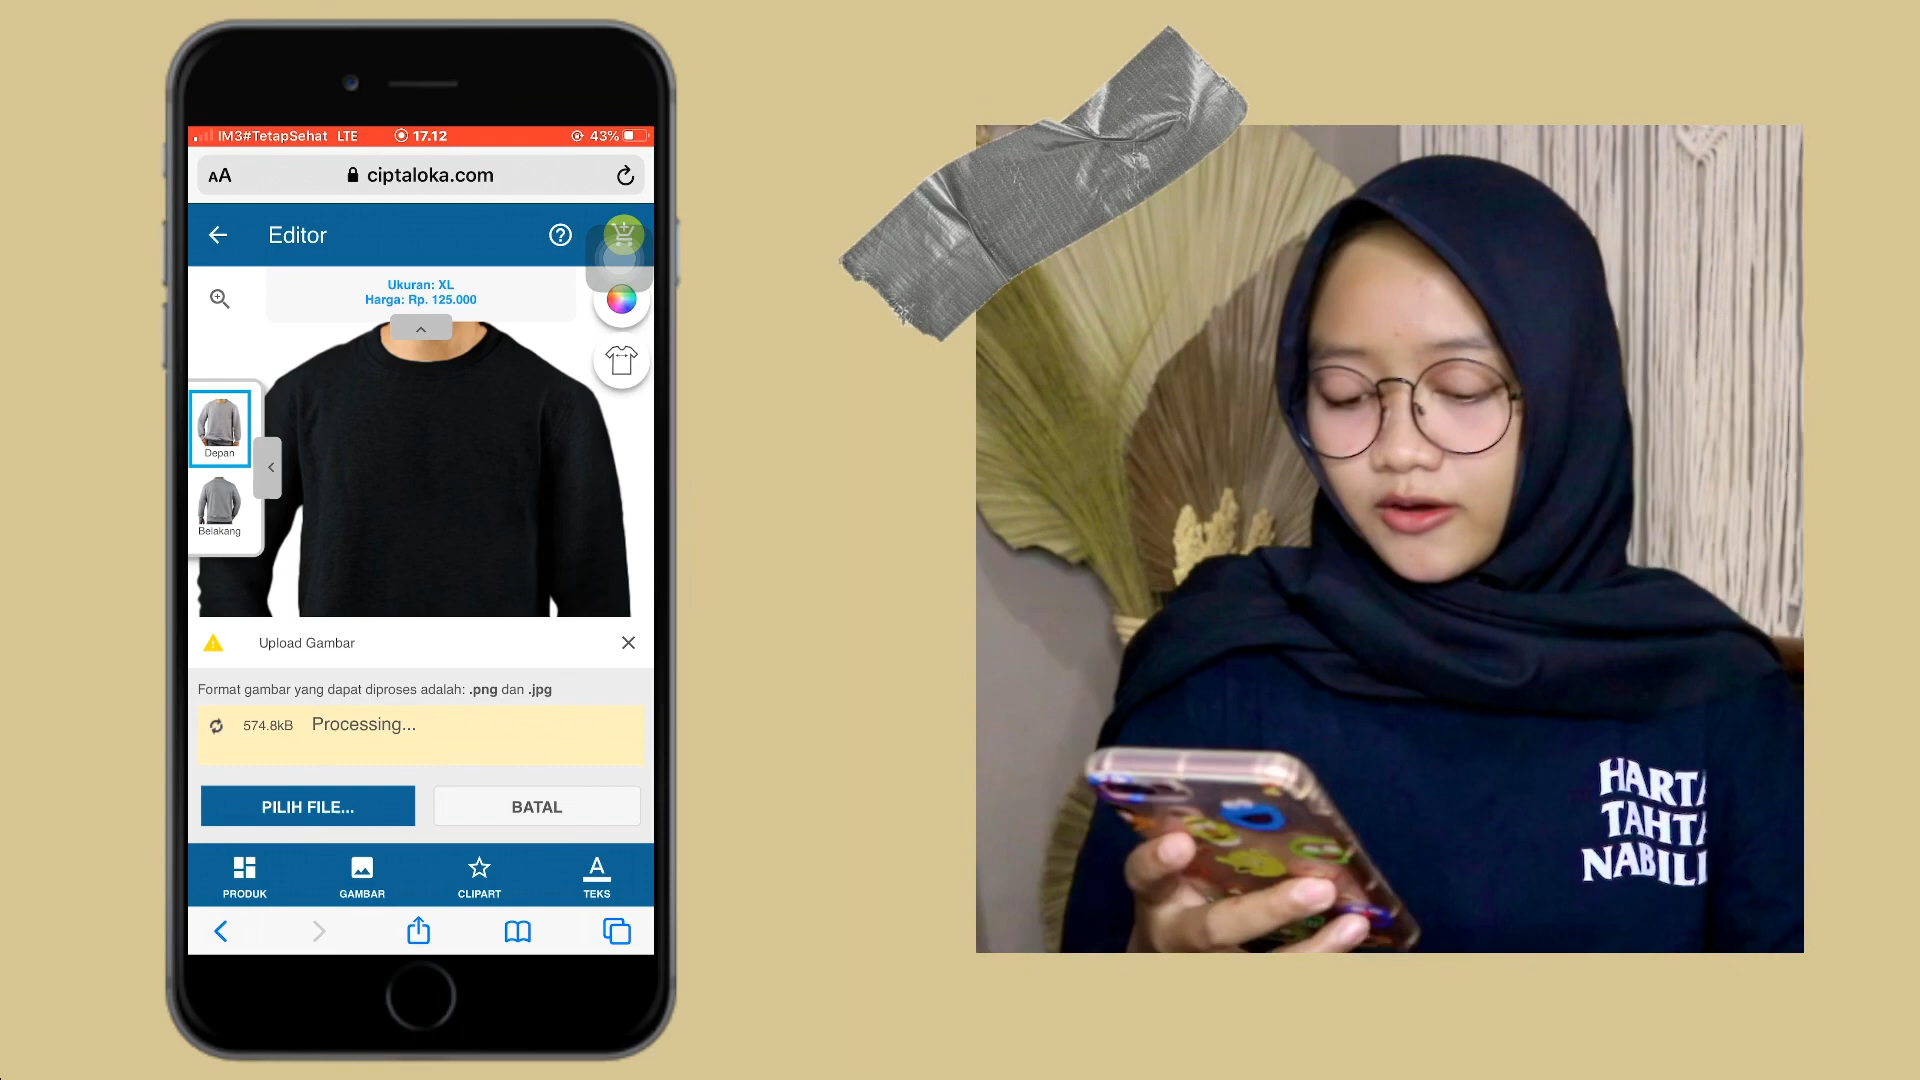 IM3#TetapSehat LTE 17.12 43%
AA ciptaloka.com
Editor
Ukuran: XL
Harga: Rp. 125.000
Depan
Belakang
Upload Gambar
Format gambar yang dapat diproses adalah: .png dan .jpg
574.8kB Processing...
PILIH FILE... BATAL
PRODUK GAMBAR CLIPART TEKS
HARTA
TAHTA
NABILI